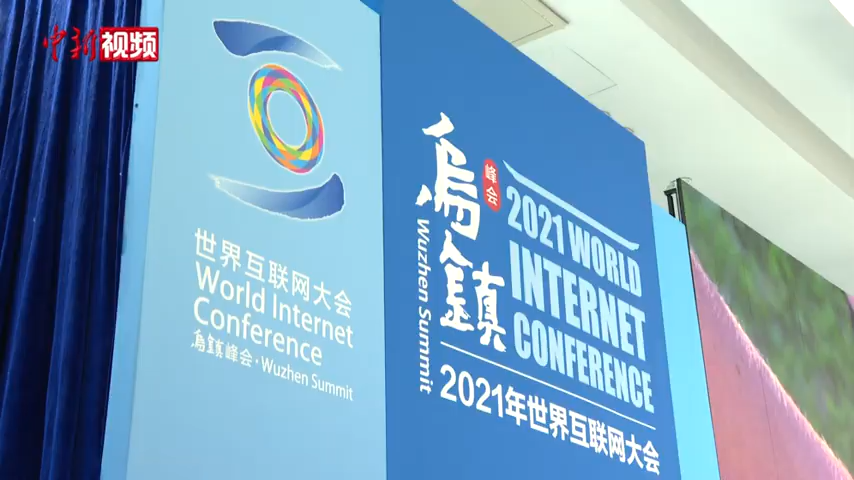 中新视频
世界互联网大会
World Internet
Conference
烏鎮峰会·Wuzhen Summit
烏鎮
峰会
Wuzhen Summit
2021 WORLD
INTERNET
CONFERENCE
2021年世界互联网大会